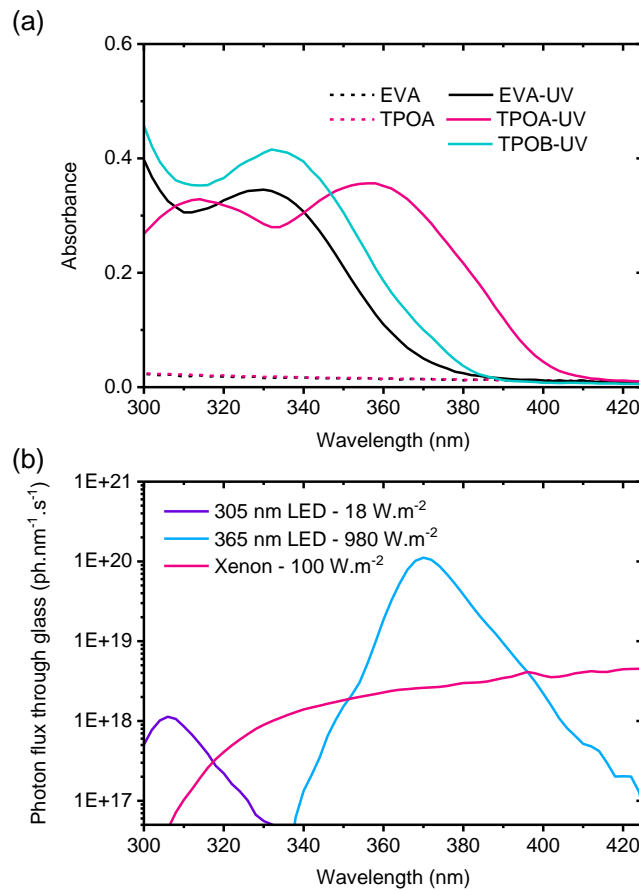 (a)
0.6
0.4
0.2
0.0
Absorbance
EVA EVA-UV
TPOA TPOA-UV
TPOB-UV
300 320 340 360 380 400 420
Wavelength (nm)
(b)
1E+21
1E+20
1E+19
1E+18
1E+17
Photon flux through glass (ph.nm⁻¹.s⁻¹)
305 nm LED - 18 W.m⁻²
365 nm LED - 980 W.m⁻²
Xenon - 100 W.m⁻²
300 320 340 360 380 400 420
Wavelength (nm)